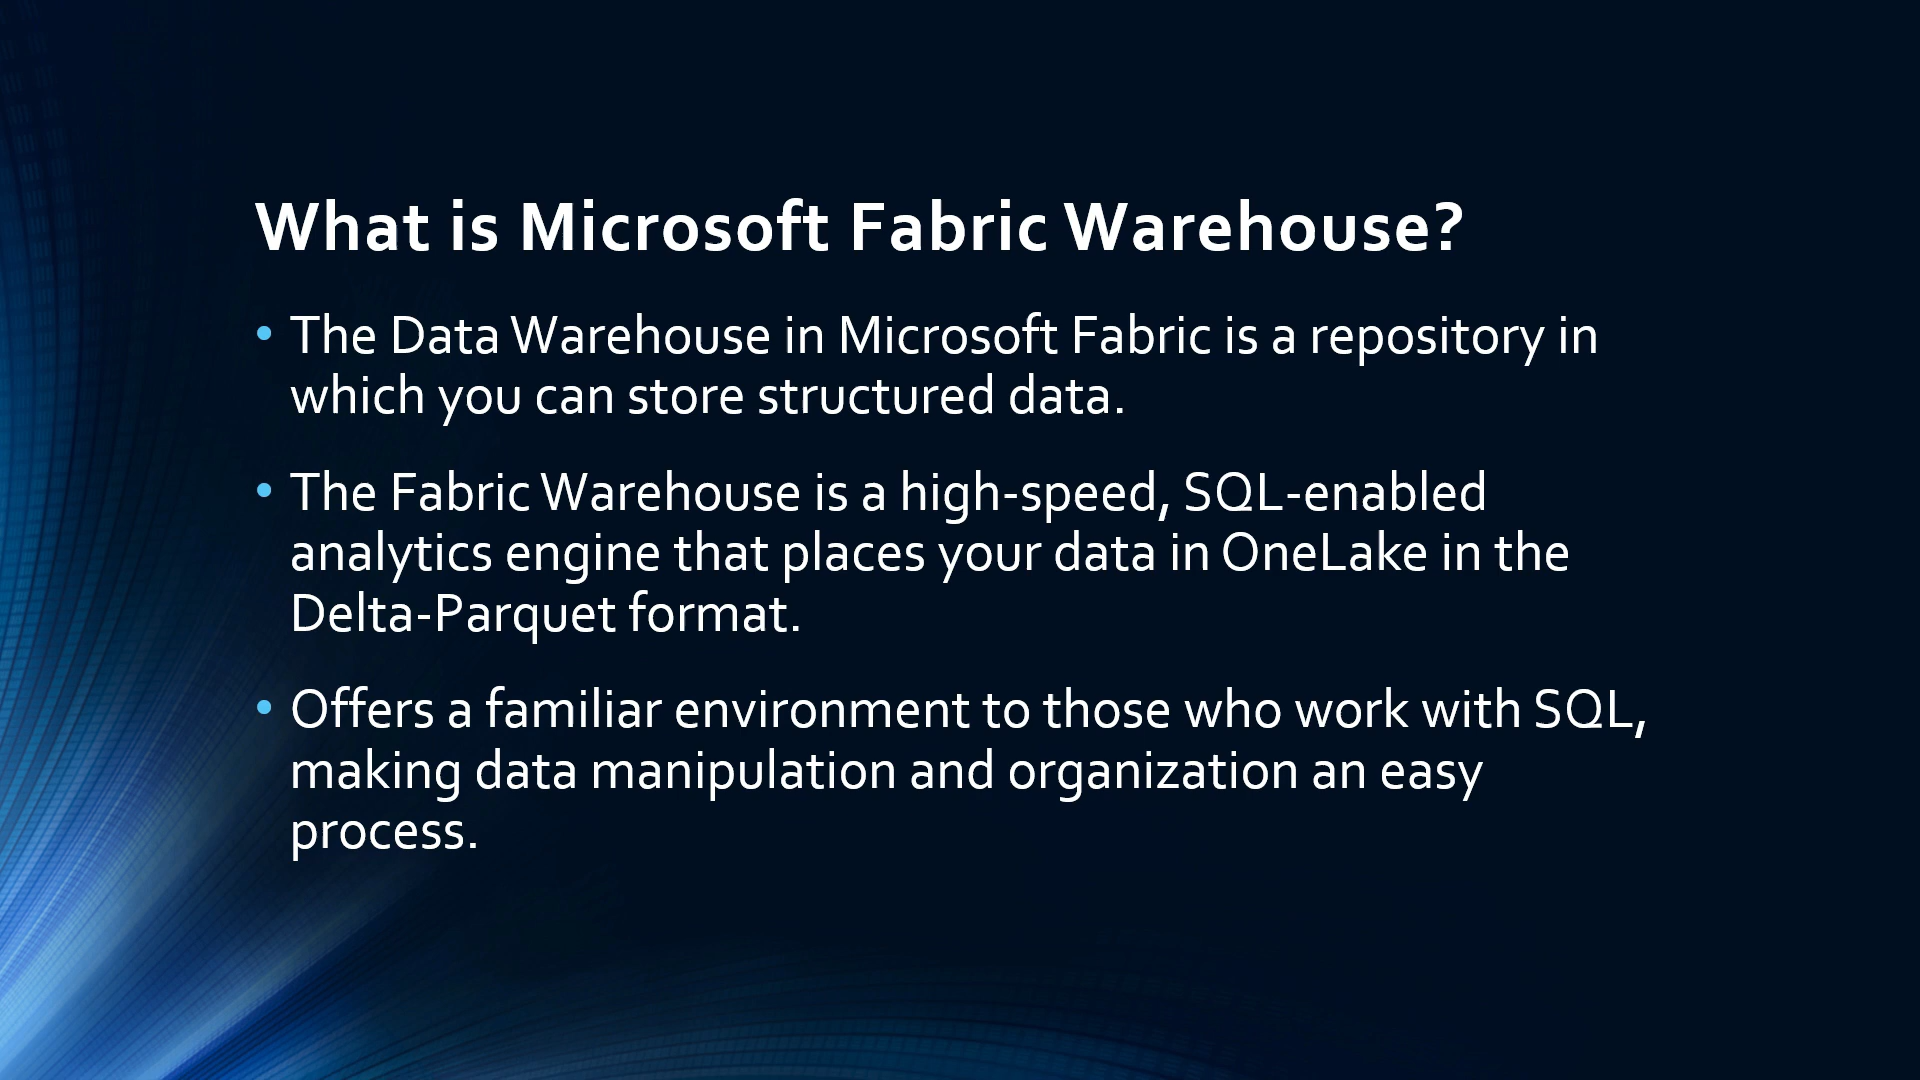 What is Microsoft Fabric Warehouse?
• The Data Warehouse in Microsoft Fabric is a repository in
which you can store structured data.
• The Fabric Warehouse is a high-speed, SQL-enabled
analytics engine that places your data in OneLake in the
Delta-Parquet format.
• Offers a familiar environment to those who work with SQL,
making data manipulation and organization an easy
process.